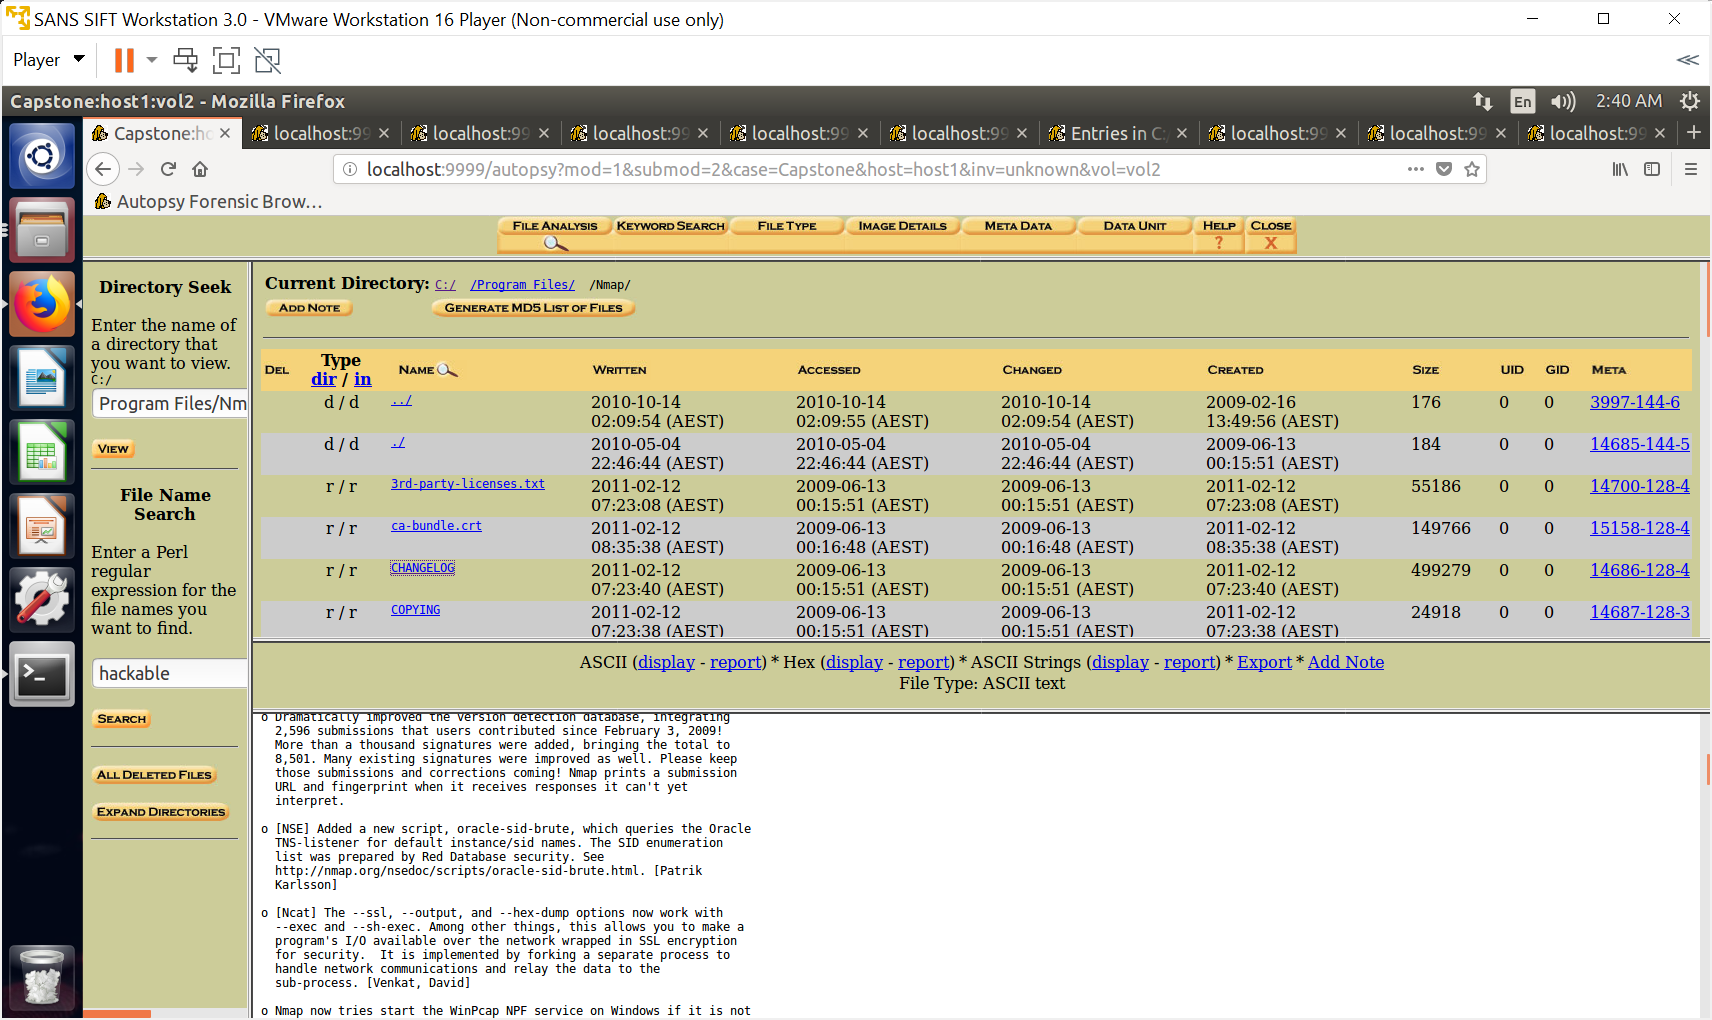 SANS SIFT Workstation 3.0 - VMware Workstation 16 Player (Non-commercial use only)
Player
Capstone:host1:vol2 - Mozilla Firefox
En 2:40 AM
Capstone:ho localhost:99 localhost:99 localhost:99 localhost:99 localhost:99 Entries in C:/ localhost:99 localhost:99 localhost:99
localhost:9999/autopsy?mod=1&submod=2&case=Capstone&host=host1&inv=unknown&vol=vol2
Autopsy Forensic Brow...
FILE ANALYSIS KEYWORD SEARCH FILE TYPE IMAGE DETAILS META DATA DATA UNIT HELP CLOSE
? X
Directory Seek
Enter the name of
a directory that
you want to view.
C:/
Program Files/Nm
VIEW
File Name
Search
Enter a Perl
regular
expression for the
file names you
want to find.
hackable
SEARCH
ALL DELETED FILES
EXPAND DIRECTORIES
Current Directory: C:/ /Program Files/ /Nmap/
ADD NOTE GENERATE MD5 LIST OF FILES
DEL Type NAME WRITTEN ACCESSED CHANGED CREATED SIZE UID GID META
dir / in
d / d ../ 2010-10-14 2010-10-14 2010-10-14 2009-02-16 176 0 0 3997-144-6
02:09:54 (AEST) 02:09:55 (AEST) 02:09:54 (AEST) 13:49:56 (AEST)
d / d ./ 2010-05-04 2010-05-04 2010-05-04 2009-06-13 184 0 0 14685-144-5
22:46:44 (AEST) 22:46:44 (AEST) 22:46:44 (AEST) 00:15:51 (AEST)
r / r 3rd-party-licenses.txt 2011-02-12 2009-06-13 2009-06-13 2011-02-12 55186 0 0 14700-128-4
07:23:08 (AEST) 00:15:51 (AEST) 00:15:51 (AEST) 07:23:08 (AEST)
r / r ca-bundle.crt 2011-02-12 2009-06-13 2009-06-13 2011-02-12 149766 0 0 15158-128-4
08:35:38 (AEST) 00:16:48 (AEST) 00:16:48 (AEST) 08:35:38 (AEST)
r / r CHANGELOG 2011-02-12 2009-06-13 2009-06-13 2011-02-12 499279 0 0 14686-128-4
07:23:40 (AEST) 00:15:51 (AEST) 00:15:51 (AEST) 07:23:40 (AEST)
r / r COPYING 2011-02-12 2009-06-13 2009-06-13 2011-02-12 24918 0 0 14687-128-3
07:23:38 (AEST) 00:15:51 (AEST) 00:15:51 (AEST) 07:23:38 (AEST)
ASCII (display - report) * Hex (display - report) * ASCII Strings (display - report) * Export * Add Note
File Type: ASCII text
o Dramatically improved the version detection database, integrating
2,596 submissions that users contributed since February 3, 2009!
More than a thousand signatures were added, bringing the total to
8,501. Many existing signatures were improved as well. Please keep
those submissions and corrections coming! Nmap prints a submission
URL and fingerprint when it receives responses it can't yet
interpret.
o [NSE] Added a new script, oracle-sid-brute, which queries the Oracle
TNS-listener for default instance/sid names. The SID enumeration
list was prepared by Red Database security. See
http://nmap.org/nsedoc/scripts/oracle-sid-brute.html. [Patrik
Karlsson]
o [Ncat] The --ssl, --output, and --hex-dump options now work with
--exec and --sh-exec. Among other things, this allows you to make a
program's I/O available over the network wrapped in SSL encryption
for security.  It is implemented by forking a separate process to
handle network communications and relay the data to the
sub-process. [Venkat, David]
o Nmap now tries start the WinPcap NPF service on Windows if it is not